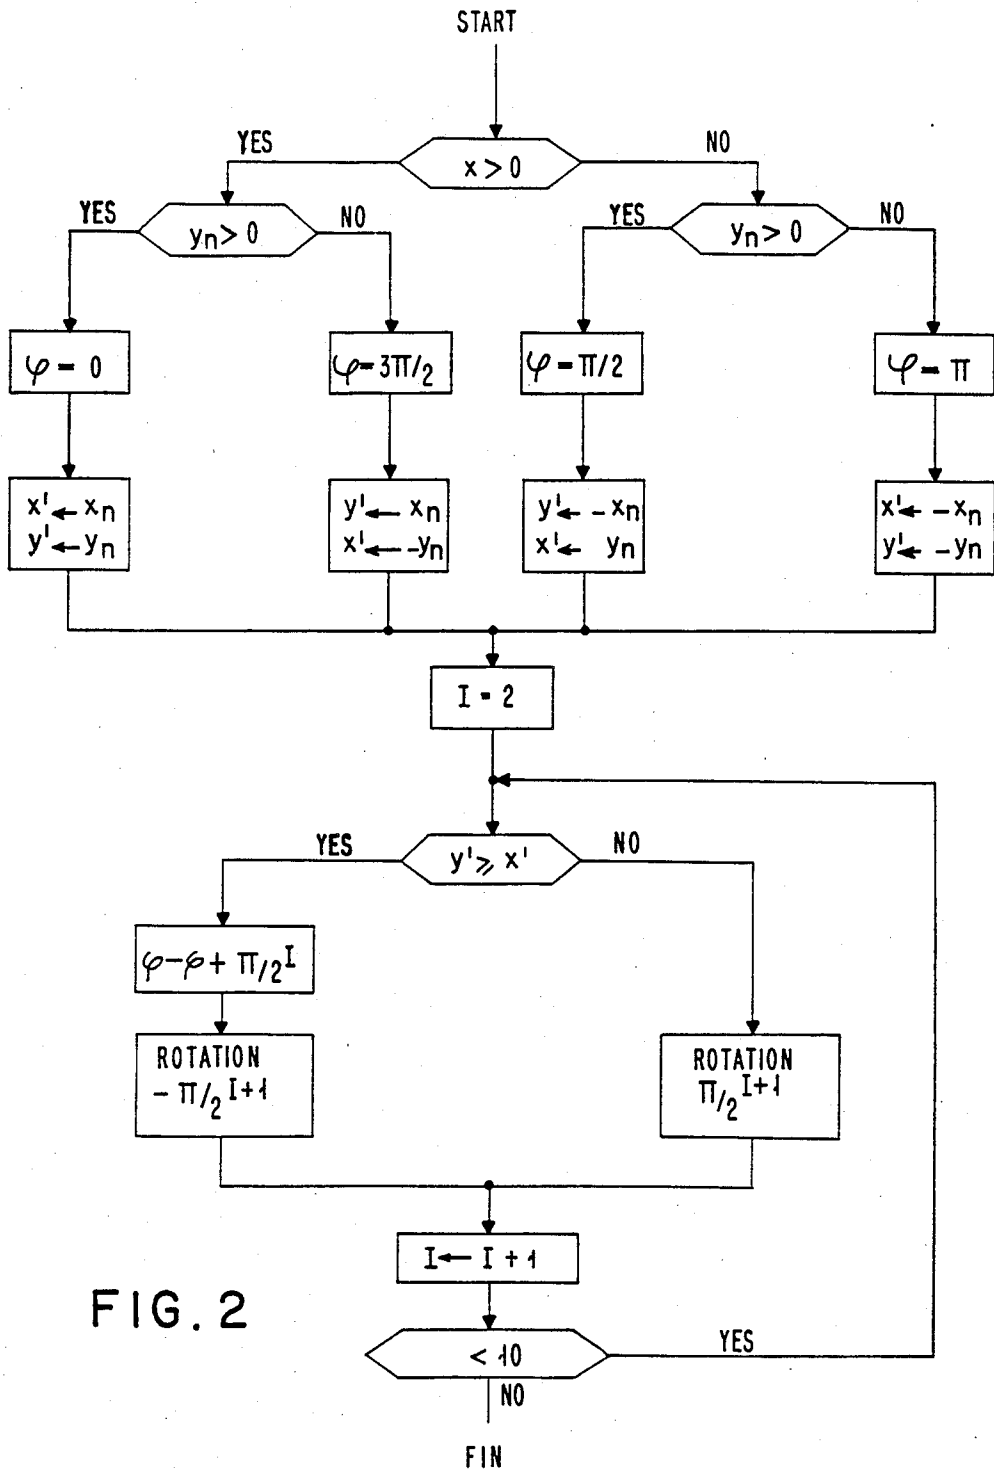 START
YES
NO
x > 0
YES
NO
YES
NO
yn > 0
yn > 0
φ = 0
φ = 3π/2
φ = π/2
φ = π
x' ← xn
y' ← yn
y' ← xn
x' ← -yn
y' ← -xn
x' ← yn
x' ← -xn
y' ← -yn
I = 2
YES
NO
y' ⩾ x'
φ – φ + π/2^I
ROTATION
- π/2^I+1
ROTATION
π/2^I+1
I ← I + 1
FIG. 2
< 10
YES
NO
FIN